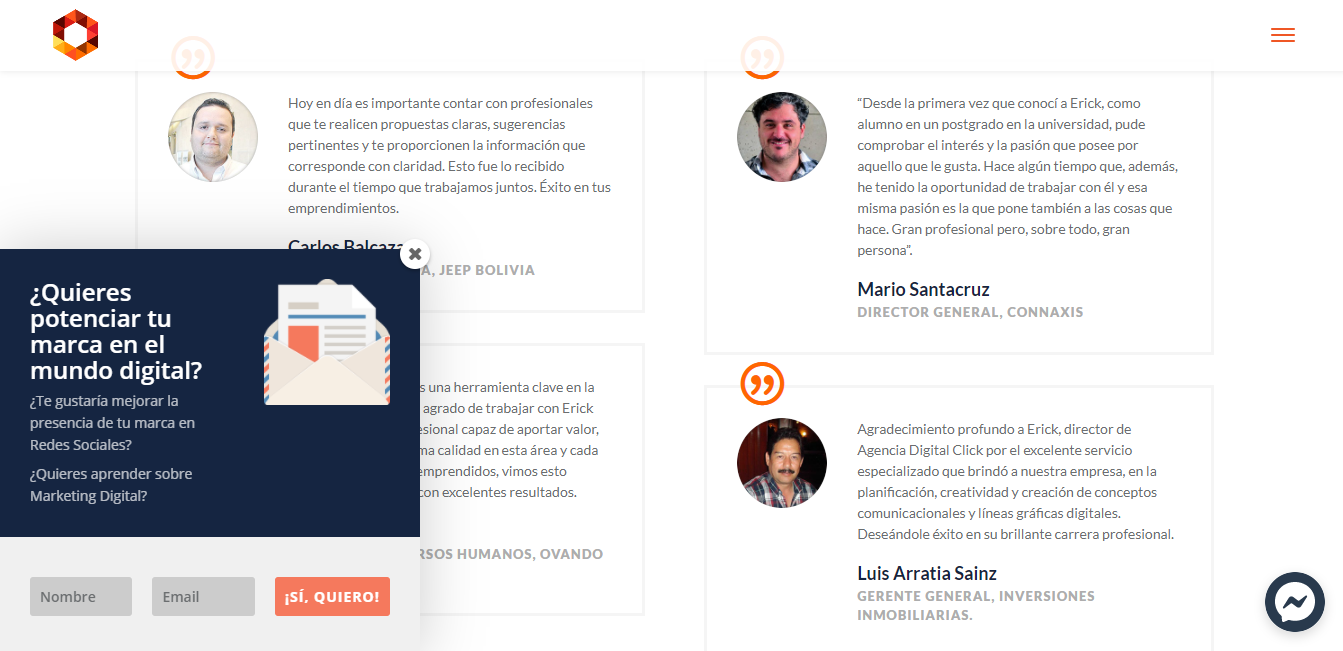 Hoy en día es importante contar con profesionales
que te realicen propuestas claras, sugerencias
pertinentes y te proporcionen la información que
corresponde con claridad. Esto fue lo recibido
durante el tiempo que trabajamos juntos. Éxito en tus
emprendimientos.
Carlos Balcaza
A, JEEP BOLIVIA
“Desde la primera vez que conocí a Erick, como
alumno en un postgrado en la universidad, pude
comprobar el interés y la pasión que posee por
aquello que le gusta. Hace algún tiempo que, además,
he tenido la oportunidad de trabajar con él y esa
misma pasión es la que pone también a las cosas que
hace. Gran profesional pero, sobre todo, gran
persona”.
Mario Santacruz
DIRECTOR GENERAL, CONNAXIS
¿Quieres
potenciar tu
marca en el
mundo digital?
¿Te gustaría mejorar la
presencia de tu marca en
Redes Sociales?
¿Quieres aprender sobre
Marketing Digital?
Nombre
Email
¡SÍ, QUIERO!
s una herramienta clave en la
agrado de trabajar con Erick
esional capaz de aportar valor,
ma calidad en esta área y cada
emprendidos, vimos esto
con excelentes resultados.
RSOS HUMANOS, OVANDO
Agradecimiento profundo a Erick, director de
Agencia Digital Click por el excelente servicio
especializado que brindó a nuestra empresa, en la
planificación, creatividad y creación de conceptos
comunicacionales y líneas gráficas digitales.
Deseándole éxito en su brillante carrera profesional.
Luis Arratia Sainz
GERENTE GENERAL, INVERSIONES
INMOBILIARIAS.